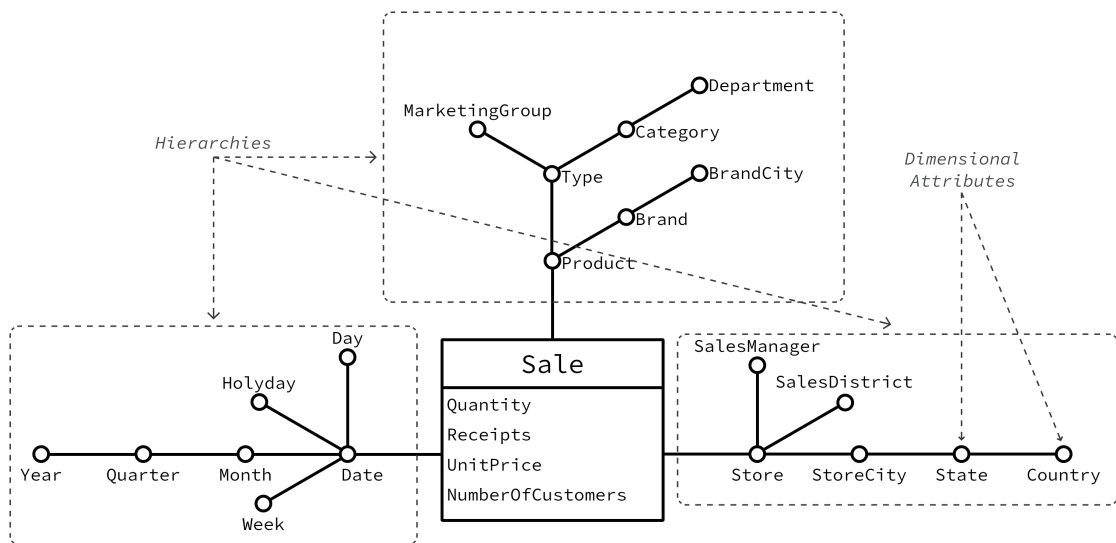 Department
MarketingGroup
Category
Hierarchies
Dimensional
Attributes
Type
BrandCity
Brand
Product
Day
SalesManager
Sale
Holyday
SalesDistrict
Quantity
Receipts
UnitPrice
NumberOfCustomers
Year
Quarter
Month
Date
Store
StoreCity
State
Country
Week